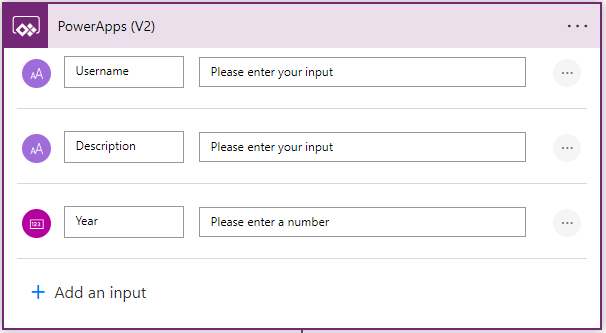 PowerApps (V2)
Username Please enter your input
Description Please enter your input
123 Year Please enter a number
+ Add an input